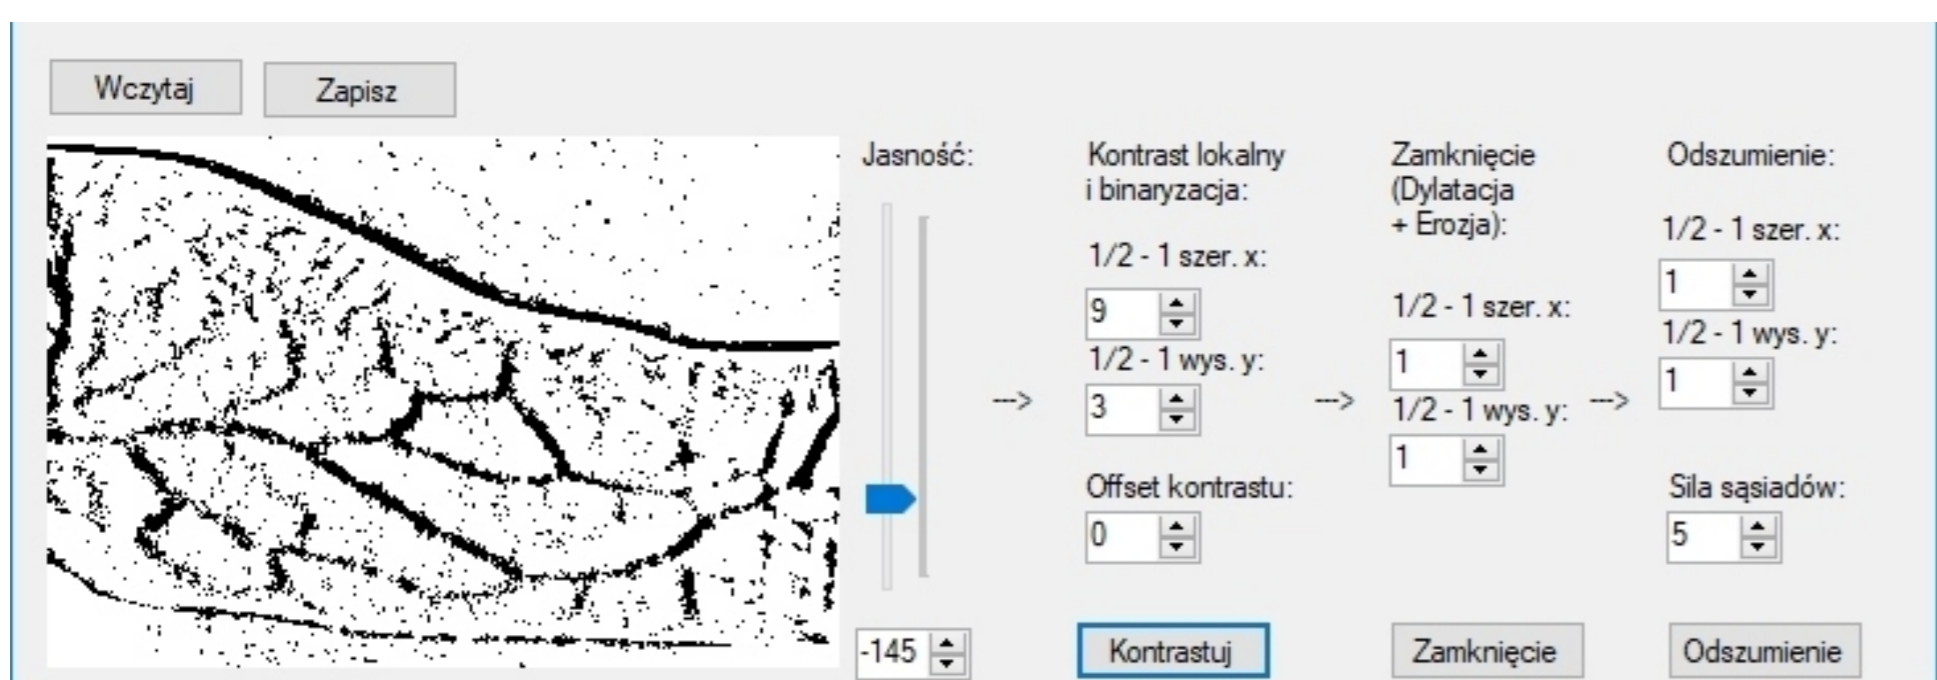 Wczytaj
Zapisz
Jasność:
-145
-->
Kontrast lokalny
i binaryzacja:
1/2 - 1 szer. x:
9
1/2 - 1 wys. y:
3
Offset kontrastu:
0
Kontrastuj
-->
Zamknięcie
(Dylatacja
+ Erozja):
1/2 - 1 szer. x:
1
1/2 - 1 wys. y:
1
Zamknięcie
-->
Odszumienie:
1/2 - 1 szer. x:
1
1/2 - 1 wys. y:
1
Sila sąsiadów:
5
Odszumienie